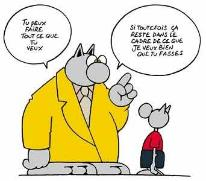 TU PEUX
FAIRE
TOUT CE QUE
TU
VEUX
SI TOUTEFOIS ÇA
RESTE DANS LE
CADRE DE CE QUE
JE VEUX BIEN
QUE TU FASSES